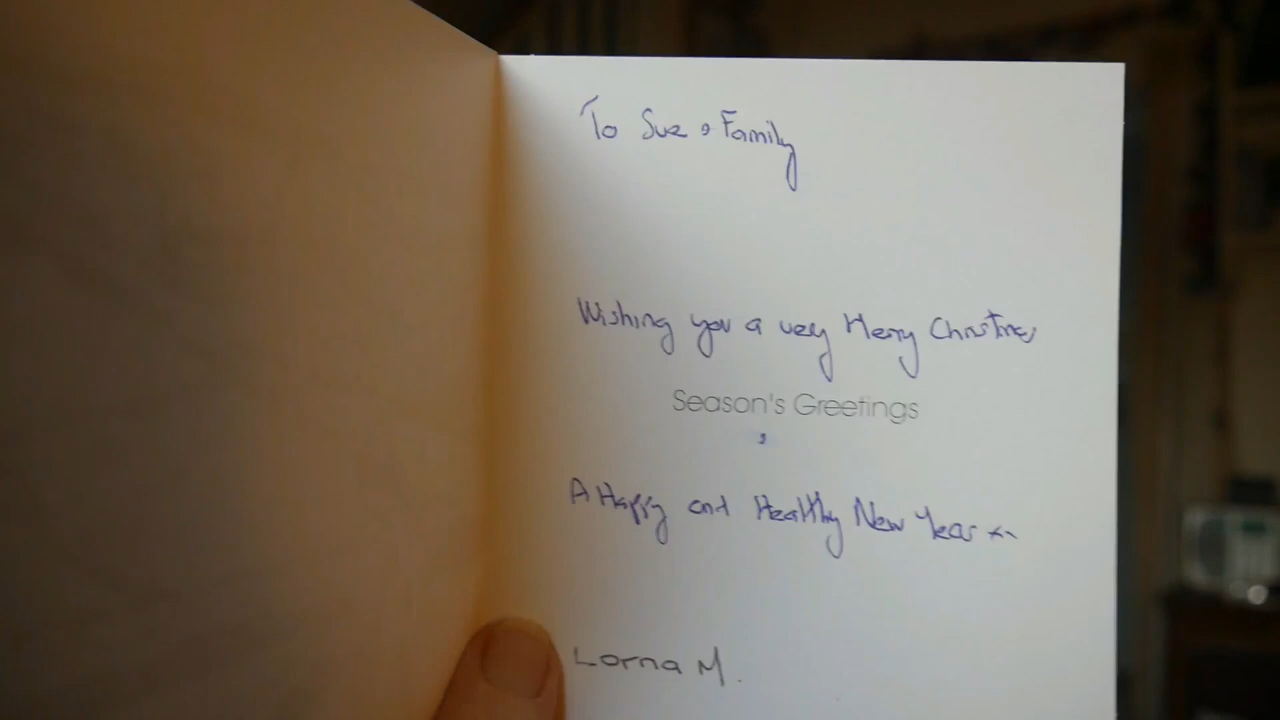 To Sue & Family
Wishing you a very Merry Christmas
Season's Greetings
&
A Happy and Healthy New Year xx
Lorna M.